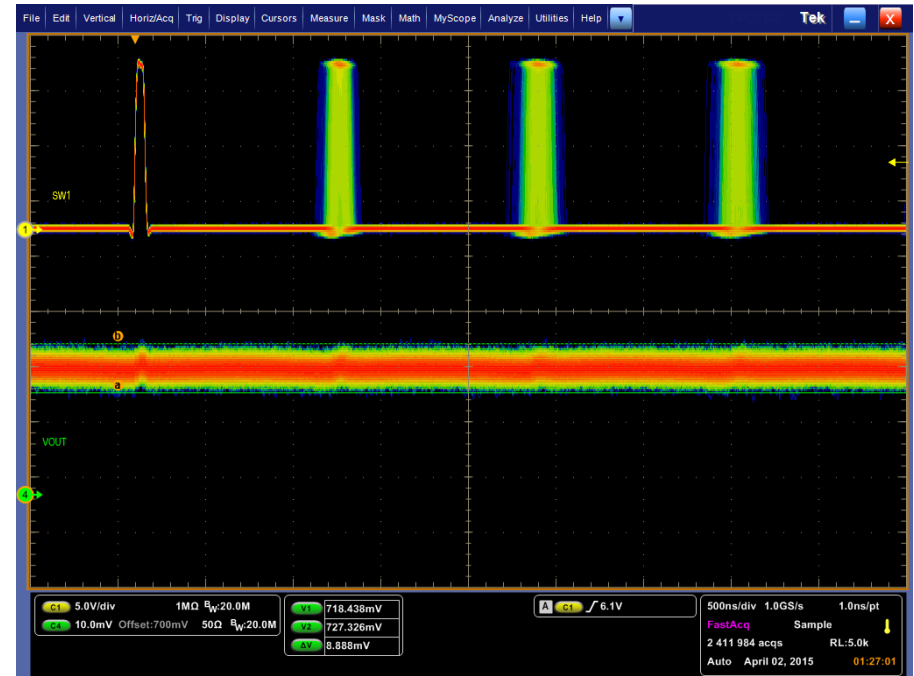 File Edit Vertical Horiz/Acq Trig Display Cursors Measure Mask Math MyScope Analyze Utilities Help Tek X
SW1
1
b
a
VOUT
4
C1 5.0V/div 1MΩ BW:20.0M
C4 10.0mV Offset:700mV 50Ω BW:20.0M
V1 718.438mV
V2 727.326mV
ΔV 8.888mV
A C1 6.1V
500ns/div 1.0GS/s 1.0ns/pt
FastAcq Sample
2 411 984 acqs RL:5.0k
Auto April 02, 2015 01:27:01